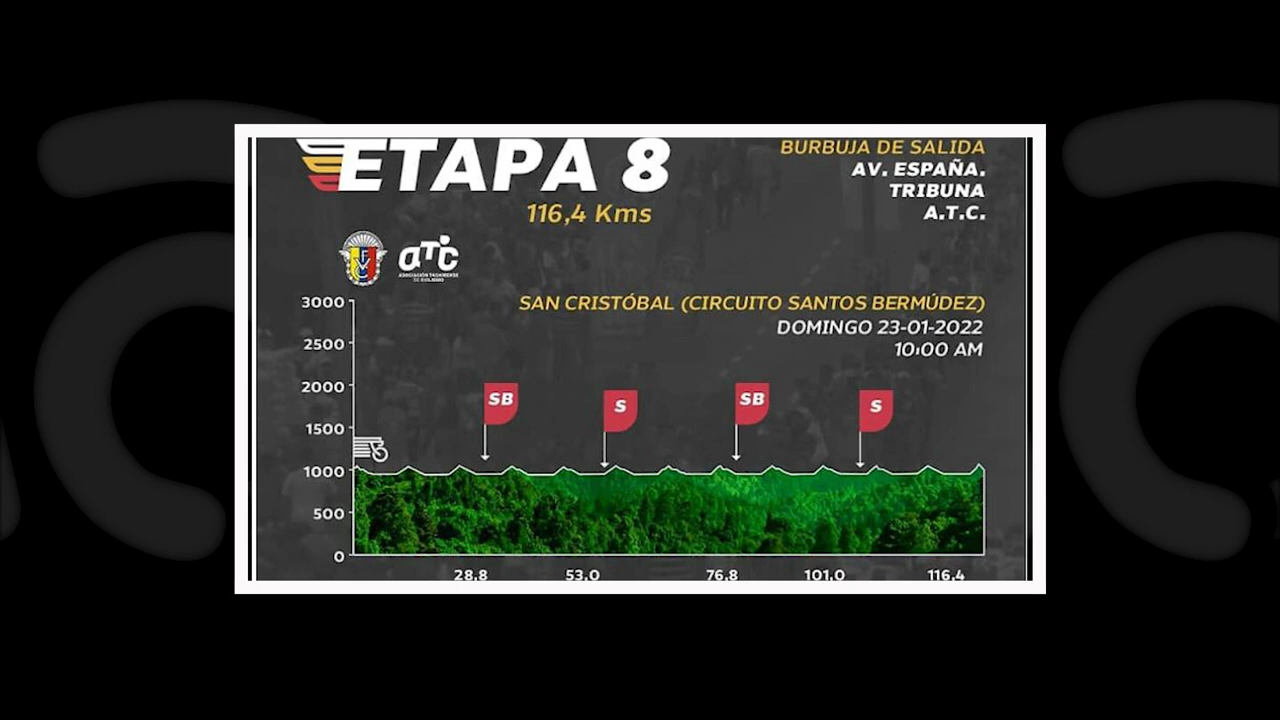 ETAPA 8
116,4 Kms
BURBUJA DE SALIDA
AV. ESPAÑA.
TRIBUNA
A.T.C.
FVC
aTC
ASOCIACIÓN TACHIRENSE
DE CICLISMO
SAN CRISTÓBAL (CIRCUITO SANTOS BERMÚDEZ)
DOMINGO 23-01-2022
10:00 AM
3000
2500
2000
1500
1000
500
0
SB
S
SB
S
28,8
53,0
76,8
101,0
116,4